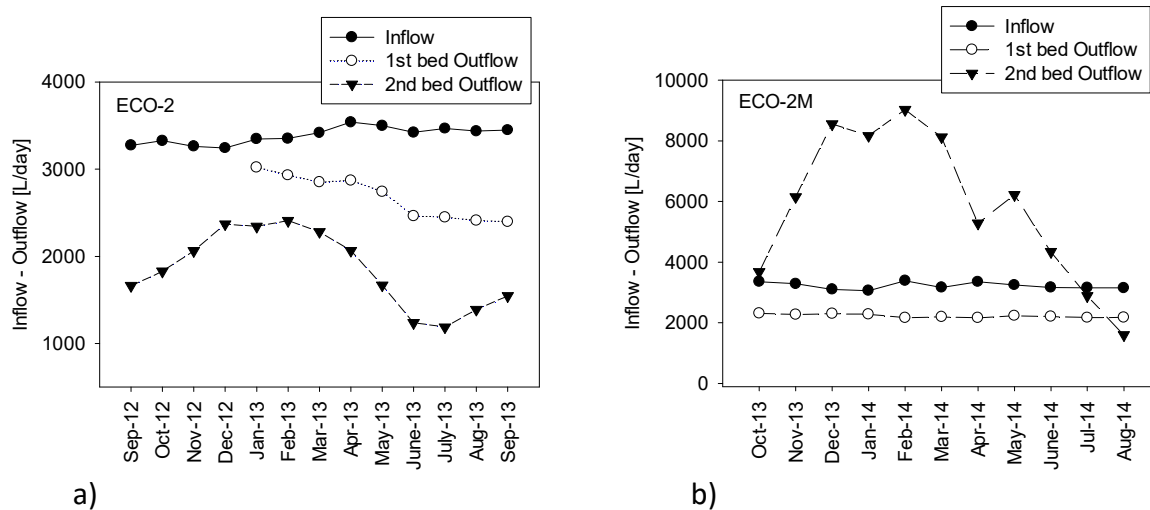 Inflow
1st bed Outflow
2nd bed Outflow
ECO-2
Inflow - Outflow [L/day]
4000
3000
2000
1000
Sep-12
Oct-12
Nov-12
Dec-12
Jan-13
Feb-13
Mar-13
Apr-13
May-13
June-13
July-13
Aug-13
Sep-13
a)
Inflow
1st bed Outflow
2nd bed Outflow
ECO-2M
Inflow - Outflow [L/day]
10000
8000
6000
4000
2000
0
Oct-13
Nov-13
Dec-13
Jan-14
Feb-14
Mar-14
Apr-14
May-14
June-14
Jul-14
Aug-14
b)